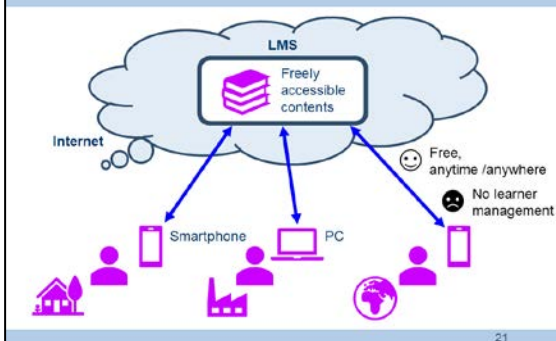 LMS
Freely
accessible
contents
Internet
Free,
anytime /anywhere
No learner
management
Smartphone
PC
21